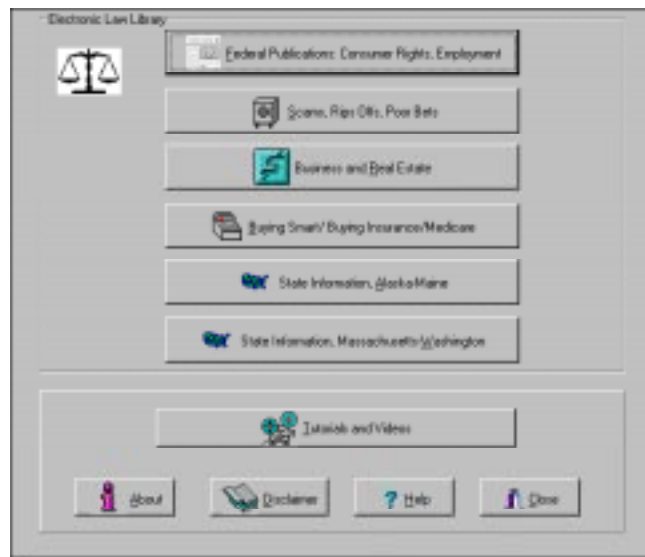 Electronic Law Library
Federal Publications: Consumer Rights, Employment
Scams, Rips Offs, Poor Bets
Business and Real Estate
Buying Smart/ Buying Insurance/Medicare
State Information, Alaska-Maine
State Information, Massachusetts-Washington
Tutorials and Videos
About
Disclaimer
Help
Close